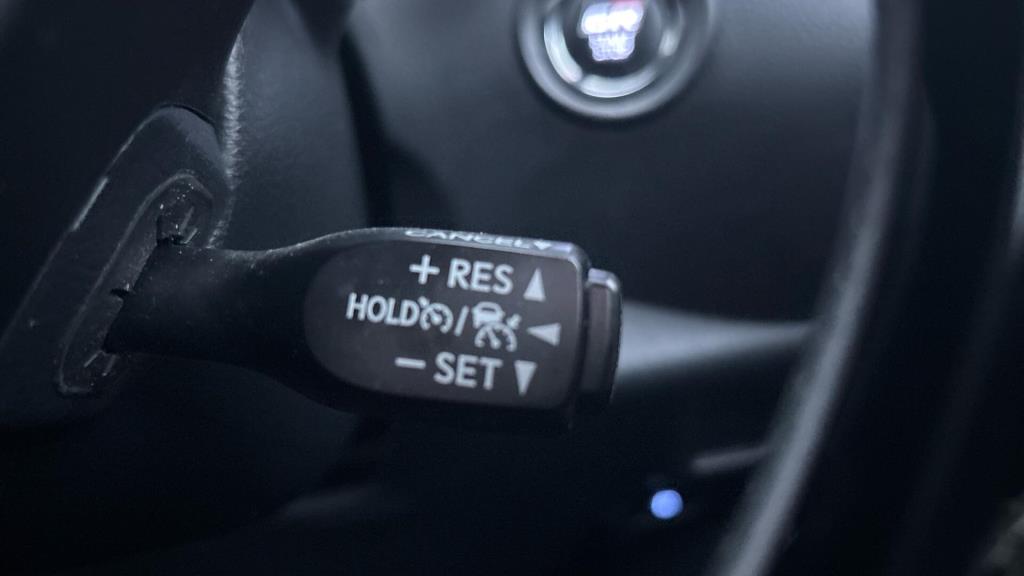 CANCEL
+ RES
HOLD /
− SET